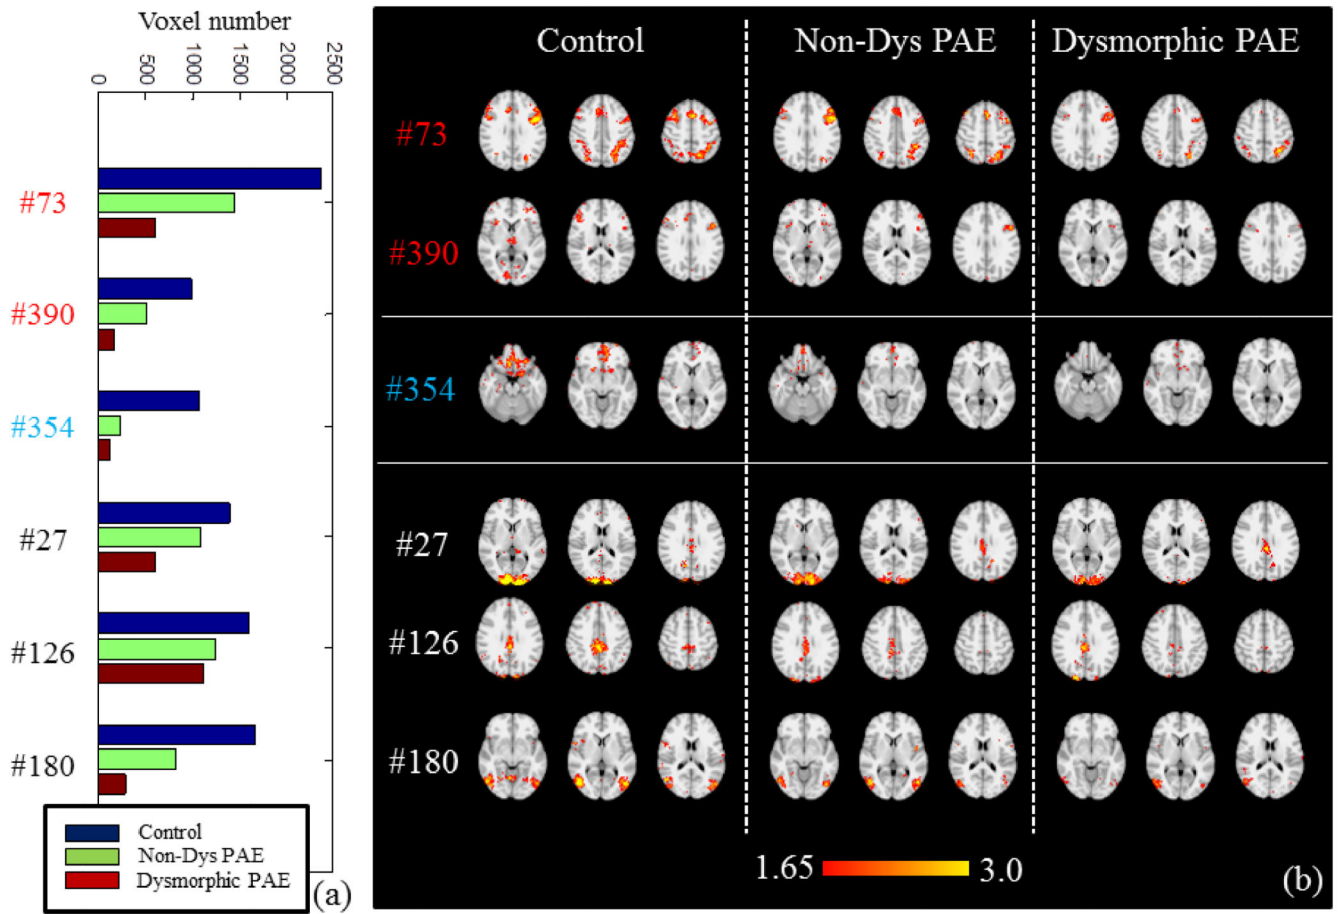 Voxel number
0
500
1000
1500
2000
2500
#73
#390
#354
#27
#126
#180
Control
Non-Dys PAE
Dysmorphic PAE
(a)
Control Non-Dys PAE Dysmorphic PAE
#73
#390
#354
#27
#126
#180
1.65 3.0
(b)